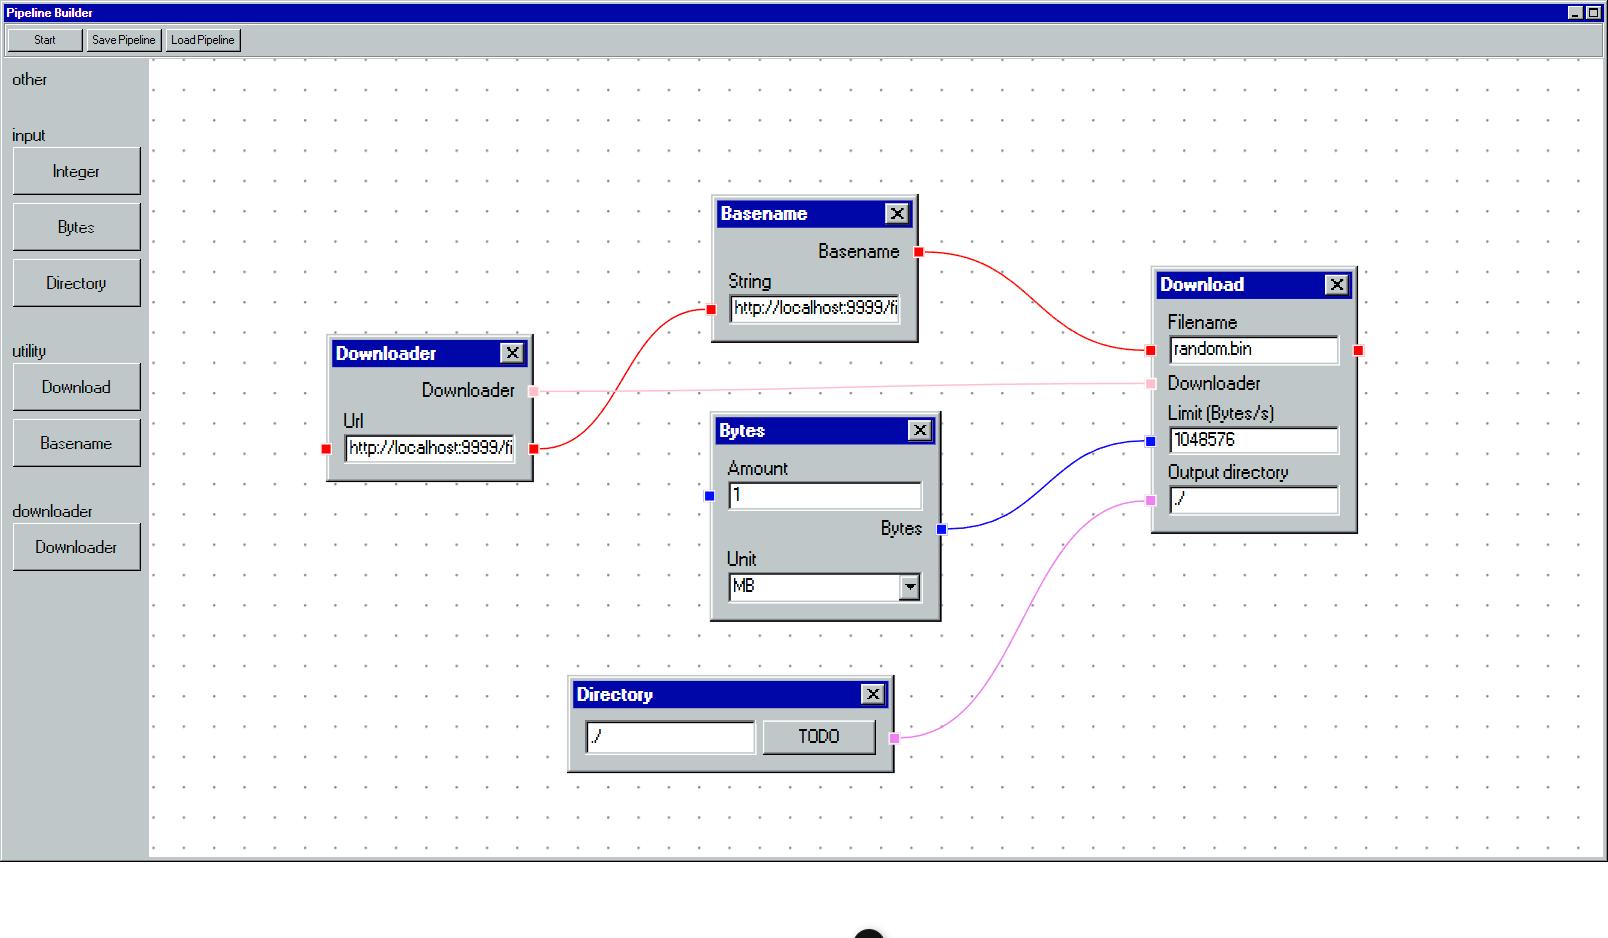 Pipeline Builder
Start
Save Pipeline
Load Pipeline
other
input
Integer
Bytes
Directory
utility
Download
Basename
downloader
Downloader
Downloader
Downloader
Url
http://localhost:9999/fi
Basename
Basename
String
http://localhost:9999/fi
Bytes
Amount
1
Bytes
Unit
MB
Directory
./
TODO
Download
Filename
random.bin
Downloader
Limit (Bytes/s)
1048576
Output directory
./